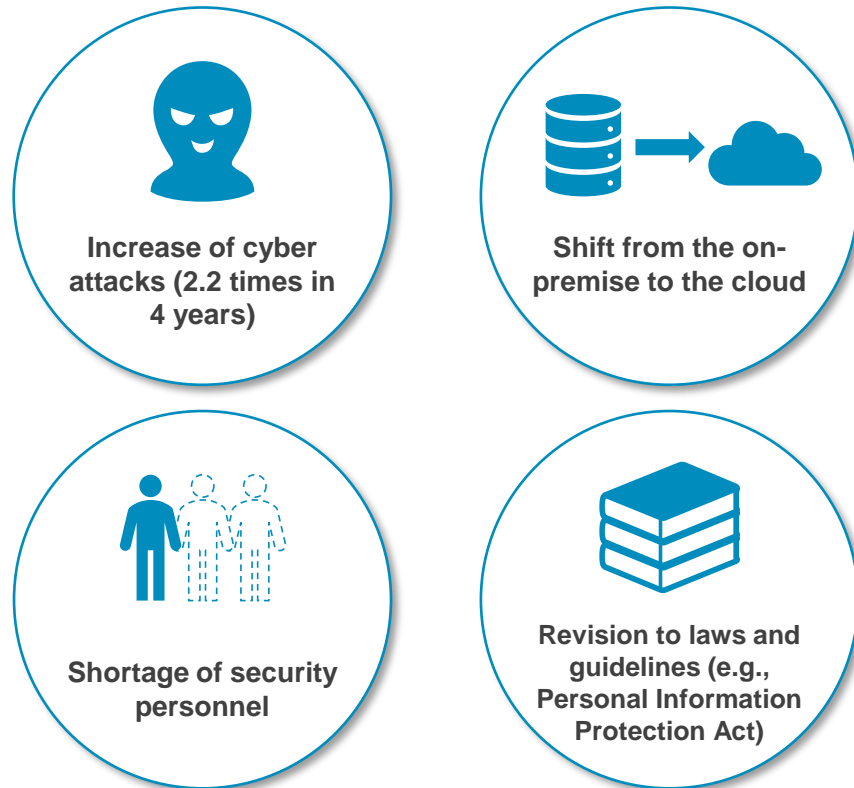 Increase of cyber
attacks (2.2 times in
4 years)
Shift from the on-
premise to the cloud
Shortage of security
personnel
Revision to laws and
guidelines (e.g.,
Personal Information
Protection Act)